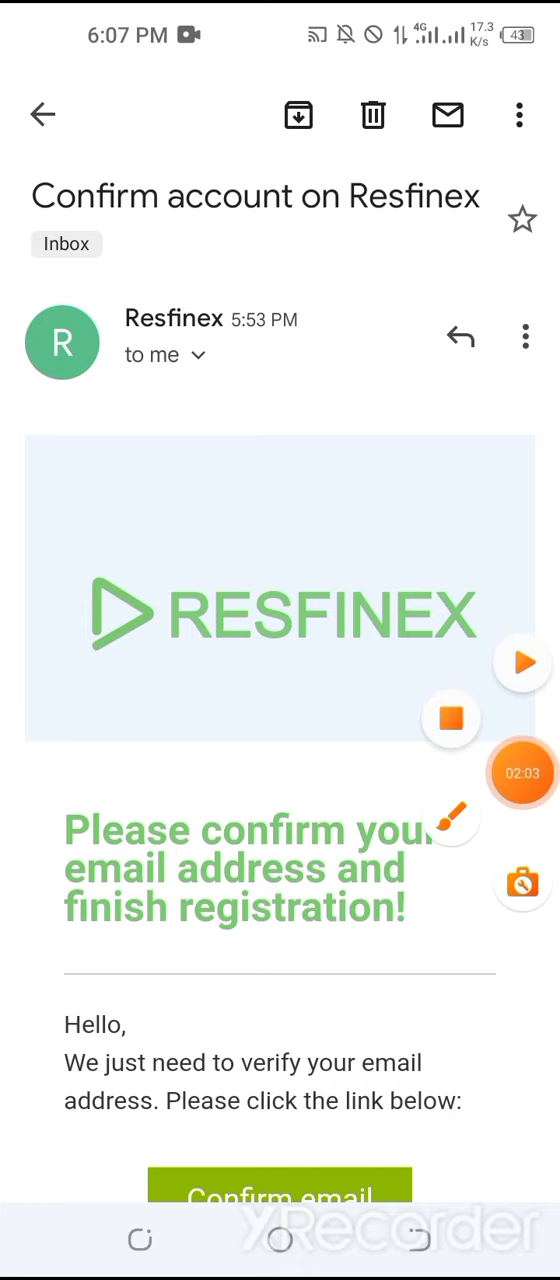 6:07 PM
4G
17.3
K/s
43
Confirm account on Resfinex
Inbox
R
Resfinex 5:53 PM
to me
RESFINEX
02:03
Please confirm your
email address and
finish registration!
Hello,
We just need to verify your email
address. Please click the link below:
Confirm email
XRecorder